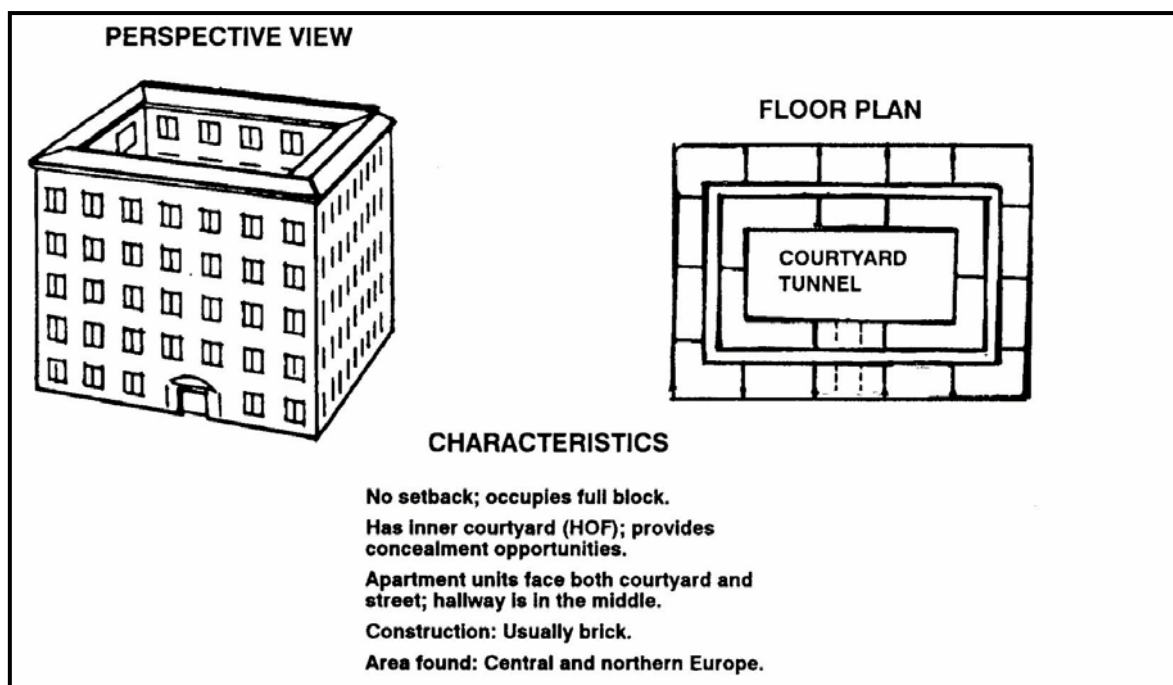 PERSPECTIVE VIEW
FLOOR PLAN
COURTYARD
TUNNEL
CHARACTERISTICS
No setback; occupies full block.
Has inner courtyard (HOF); provides
concealment opportunities.
Apartment units face both courtyard and
street; hallway is in the middle.
Construction: Usually brick.
Area found: Central and northern Europe.